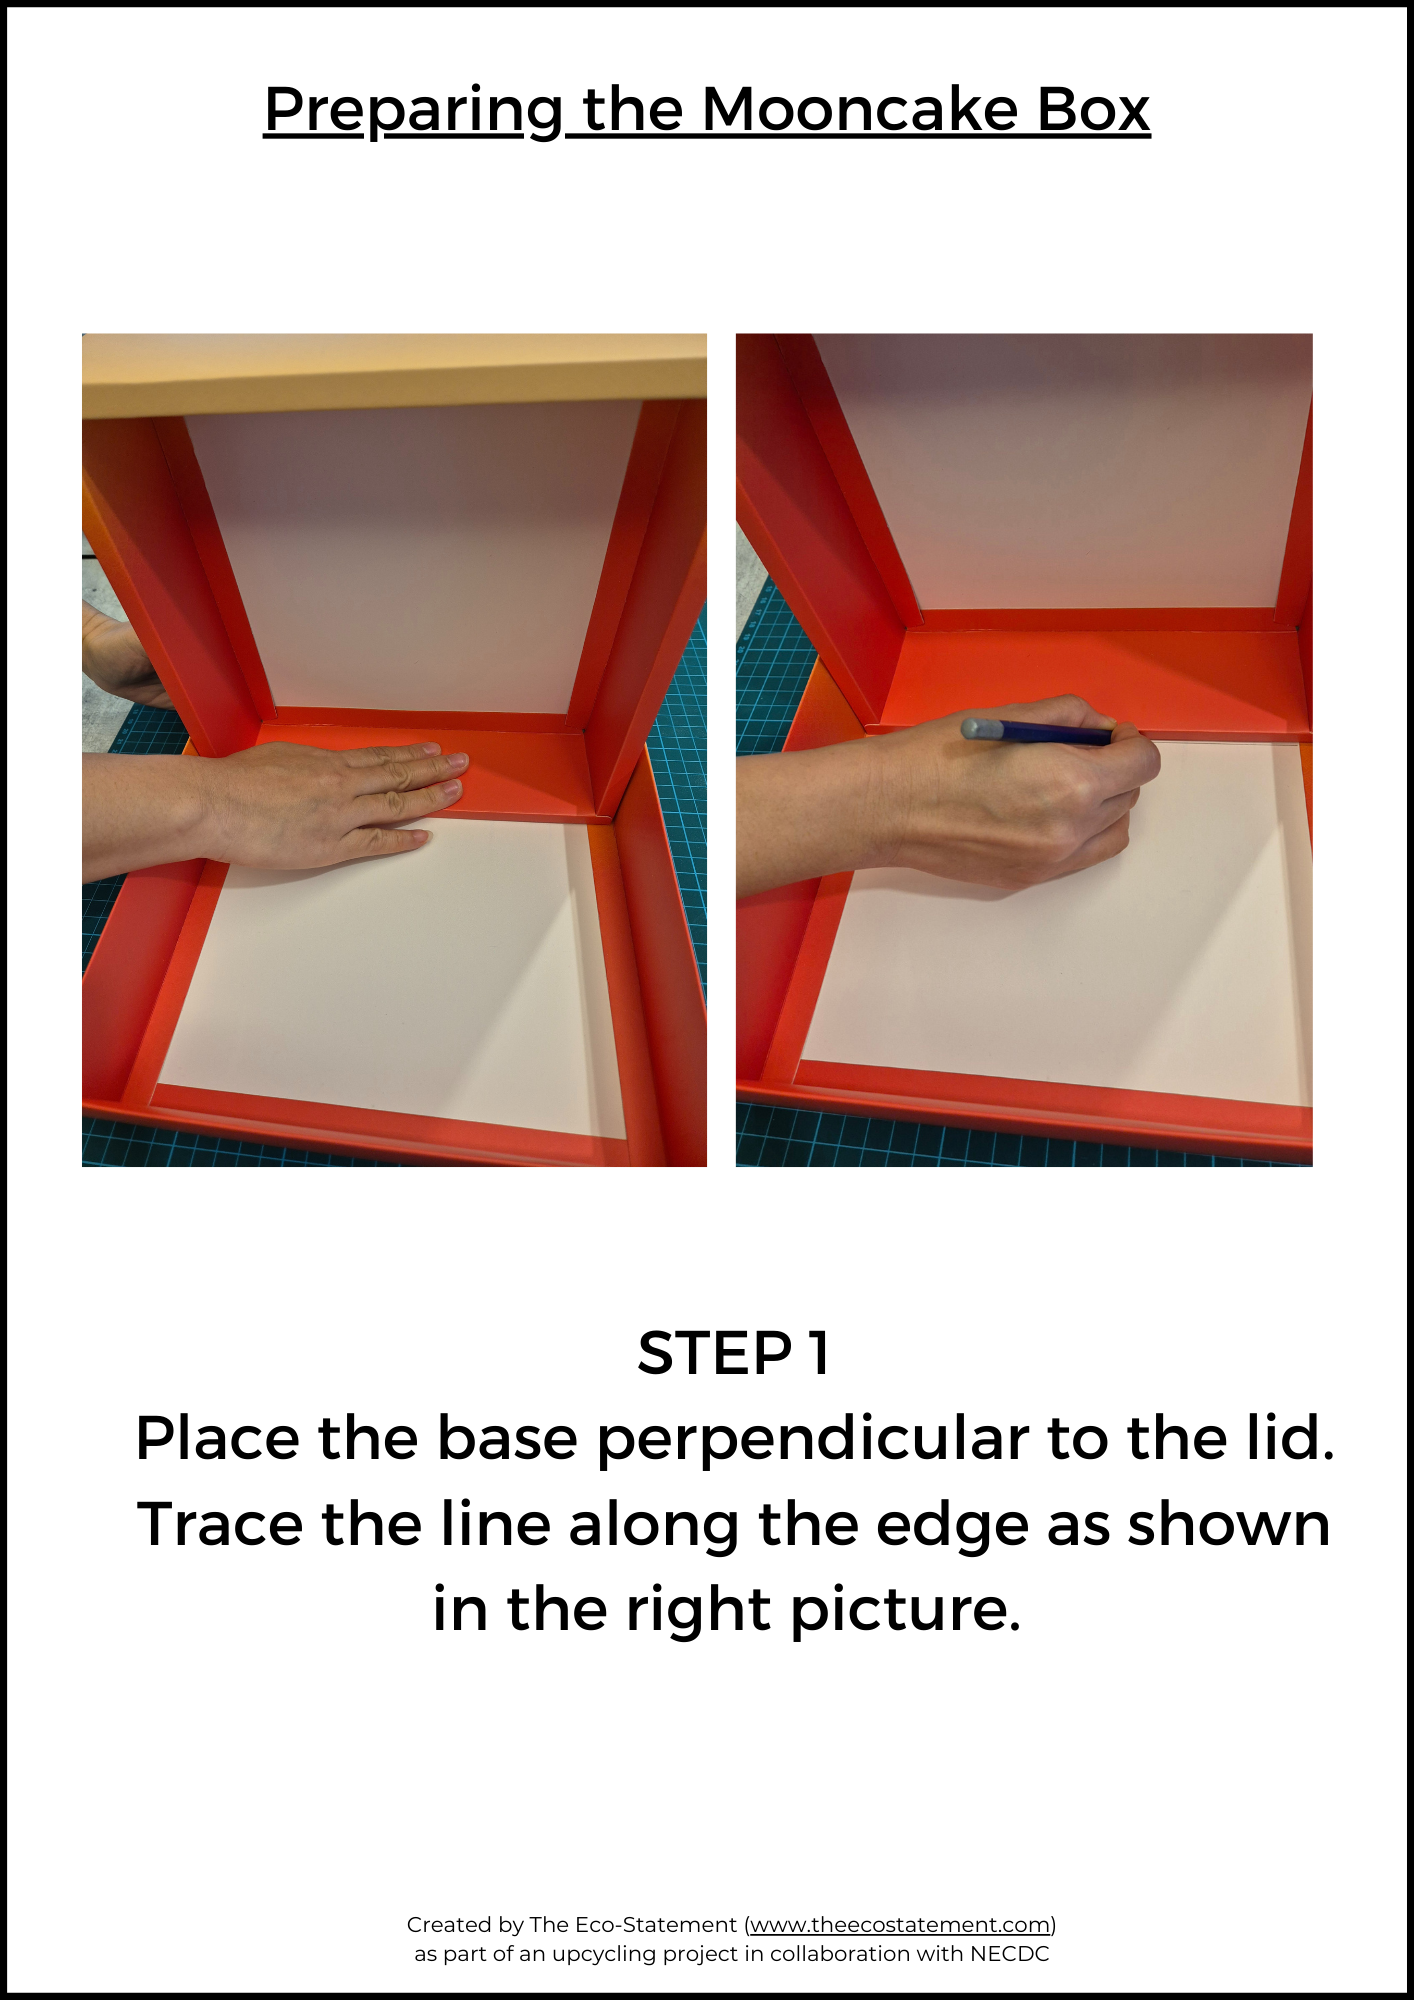 Preparing the Mooncake Box
STEP 1
Place the base perpendicular to the lid.
Trace the line along the edge as shown
in the right picture.
Created by The Eco-Statement (www.theecostatement.com)
as part of an upcycling project in collaboration with NECDC